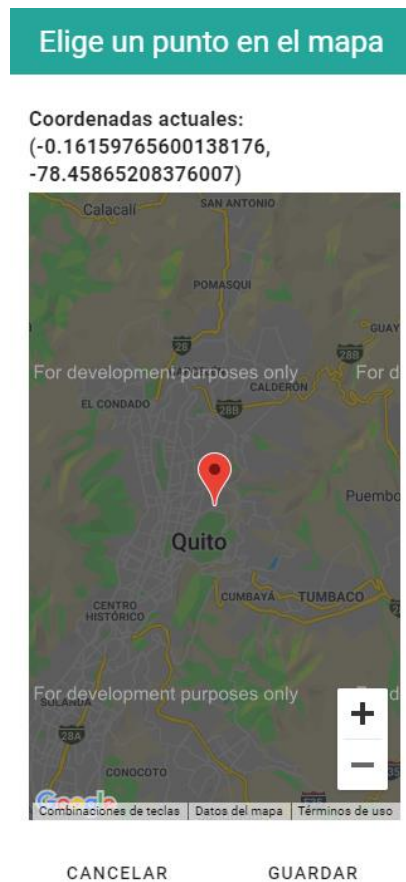 Elige un punto en el mapa
Coordenadas actuales:
(-0.16159765600138176,
-78.45865208376007)
Calacalí
SAN ANTONIO
POMASQUI
28
GUAY
28B
For development purposes only
For d
CALDERÓN
EL CONDADO
28B
Puembo
Quito
CUMBAYÁ
TUMBACO
CENTRO
HISTÓRICO
For development purposes only
SOLANDA
28A
+
−
CONOCOTO
Google
E35
Combinaciones de teclas
Datos del mapa
Términos de uso
CANCELAR
GUARDAR